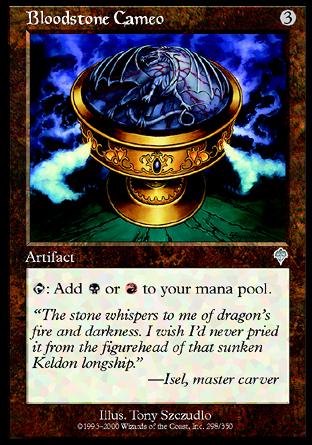 Bloodstone Cameo 3
Artifact
: Add or to your mana pool.
"The stone whispers to me of dragon's
fire and darkness. I wish I'd never pried
it from the figurehead of that sunken
Keldon longship."
—Isel, master carver
Illus. Tony Szczudlo
©1993–2000 Wizards of the Coast, Inc. 298/350